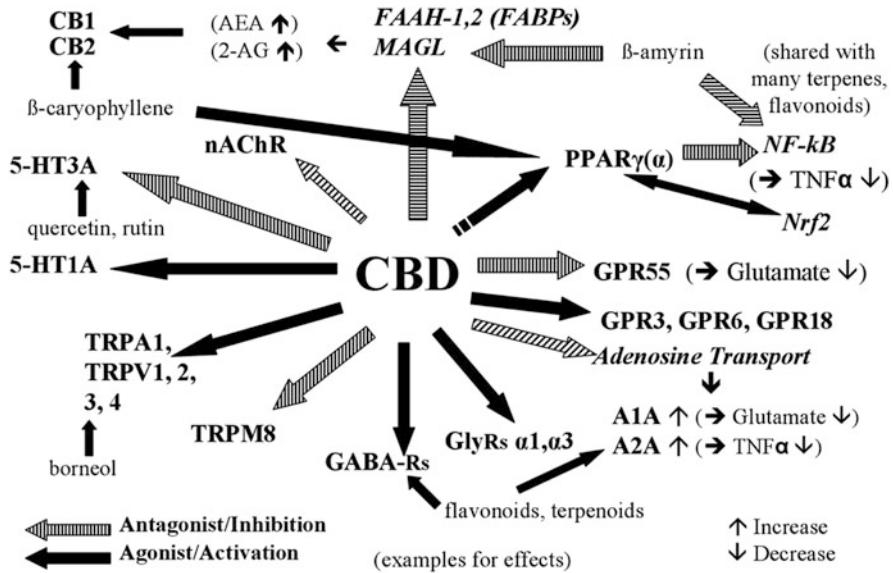 CB1
CB2
(AEA ↑)
(2-AG ↑)
←
FAAH-1,2 (FABPs)
MAGL
ß-amyrin
(shared with
many terpenes,
flavonoids)
ß-caryophyllene
nAChR
PPARγ(α)
NF-kB
(→ TNFα ↓)
Nrf2
5-HT3A
quercetin, rutin
5-HT1A
CBD
GPR55 (→ Glutamate ↓)
GPR3, GPR6, GPR18
Adenosine Transport
TRPA1,
TRPV1, 2,
3, 4
borneol
TRPM8
GABA-Rs
GlyRs α1,α3
A1A ↑ (→ Glutamate ↓)
A2A ↑ (→ TNFα ↓)
flavonoids, terpenoids
Antagonist/Inhibition
Agonist/Activation
(examples for effects)
↑ Increase
↓ Decrease